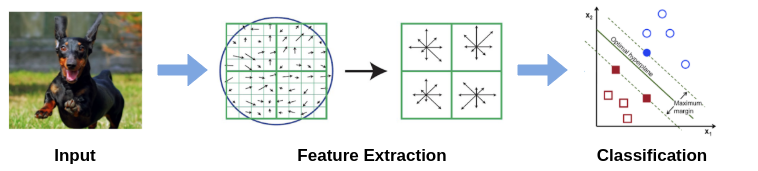 x₂
Optimal hyperplane
Maximum
margin
x₁
Input
Feature Extraction
Classification